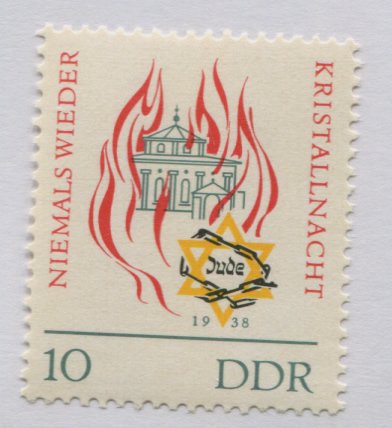 NIEMALS WIEDER
KRISTALLNACHT
Jude
1938
10 DDR